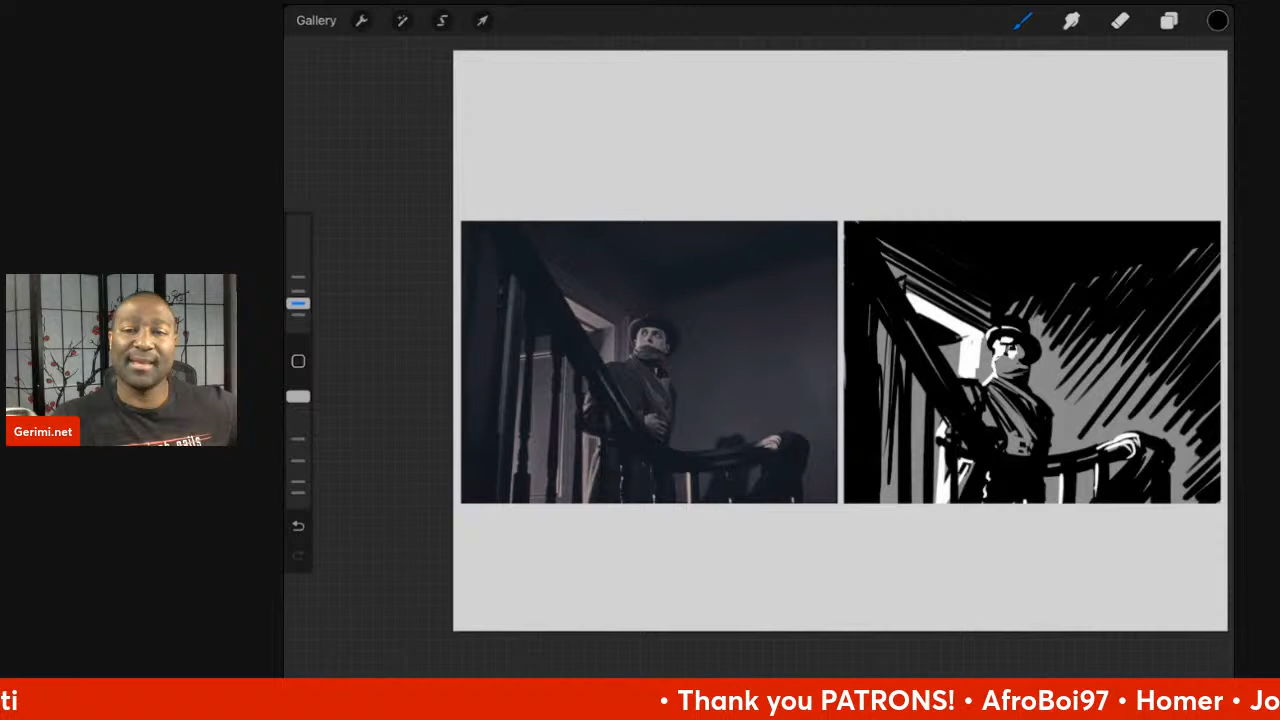 Gallery
Gerimi.net
ti • Thank you PATRONS! • AfroBoi97 • Homer • Jo